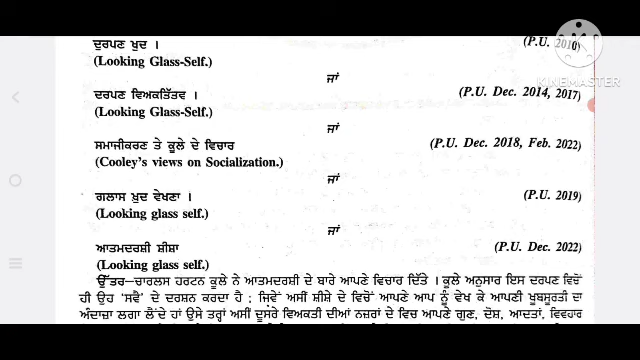 ਦੁਰਪਣ ਖ਼ੁਦ । (P.U. 2010)
(Looking Glass-Self.)
ਜਾਂ
ਦਰਪਣ ਵਿਅਕਤਿੱਤਵ । (P.U. Dec. 2014, 2017)
(Looking Glass-Self.)
ਜਾਂ
ਸਮਾਜੀਕਰਣ ਤੇ ਕੂਲੇ ਦੇ ਵਿਚਾਰ (P.U. Dec. 2018, Feb. 2022)
(Cooley's views on Socialization.)
ਜਾਂ
ਗਲਾਸ ਖ਼ੁਦ ਵੇਖਣਾ । (P.U. 2019)
(Looking glass self.)
ਜਾਂ
ਆਤਮਦਰਸ਼ੀ ਸ਼ੀਸ਼ਾ (P.U. Dec. 2022)
(Looking glass self.)
ਉੱਤਰ—ਚਾਰਲਸ ਹਰਟਨ ਕੂਲੇ ਨੇ ਆਤਮਦਰਸ਼ੀ ਦੇ ਬਾਰੇ ਆਪਣੇ ਵਿਚਾਰ ਦਿੱਤੇ । ਕੂਲੇ ਅਨੁਸਾਰ ਇਸ ਦਰਪਣ ਵਿਚੋਂ
ਹੀ ਉਹ 'ਸਵੈ' ਦੇ ਦਰਸ਼ਨ ਕਰਦਾ ਹੈ ; ਜਿਵੇਂ ਅਸੀਂ ਸ਼ੀਸ਼ੇ ਦੇ ਵਿਚੋਂ ਆਪਣੇ ਆਪ ਨੂੰ ਵੇਖ ਕੇ ਆਪਣੀ ਖ਼ੂਬਸੂਰਤੀ ਦਾ
ਅੰਦਾਜ਼ਾ ਲਗਾ ਲੈਂਦੇ ਹਾਂ ਉਸੇ ਤਰ੍ਹਾਂ ਅਸੀਂ ਦੂਸਰੇ ਵਿਅਕਤੀ ਦੀਆਂ ਨਜ਼ਰਾਂ ਦੇ ਵਿਚ ਆਪਣੇ ਗੁਣ, ਦੋਸ਼, ਆਦਤਾਂ, ਵਿਵਹਾਰ
KINEMASTER